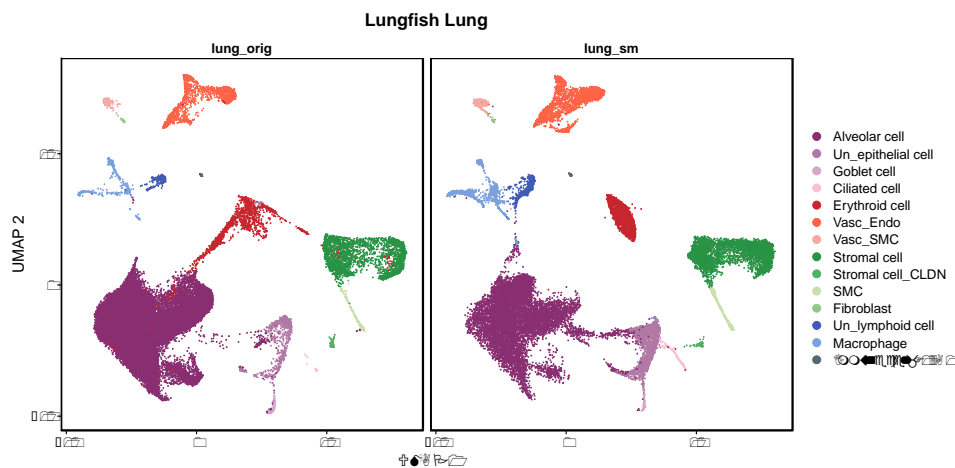 Lungfish Lung
lung_orig
lung_sm
UMAP 2
Alveolar cell
Un_epithelial cell
Goblet cell
Ciliated cell
Erythroid cell
Vasc_Endo
Vasc_SMC
Stromal cell
Stromal cell_CLDN
SMC
Fibroblast
Un_lymphoid cell
Macrophage